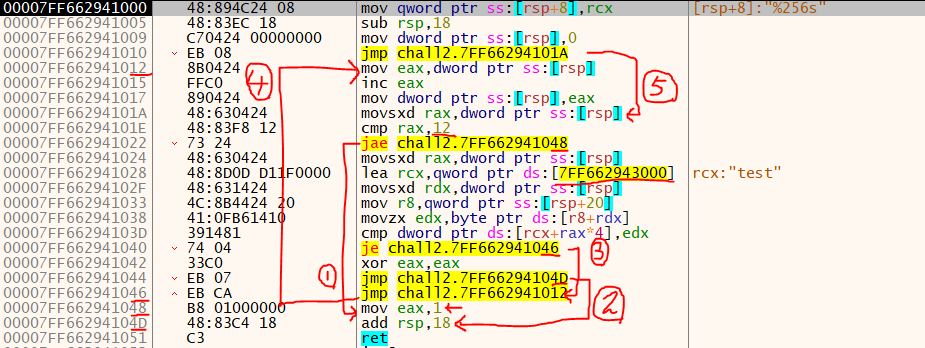 00007FF662941000 48:894C24 08 mov qword ptr ss:[rsp+8],rcx [rsp+8]:"%256s"
00007FF662941005 48:83EC 18 sub rsp,18
00007FF662941009 C70424 00000000 mov dword ptr ss:[rsp],0
00007FF662941010 EB 08 jmp chall2.7FF66294101A
00007FF662941012 8B0424 mov eax,dword ptr ss:[rsp]
00007FF662941015 FFC0 inc eax
00007FF662941017 890424 mov dword ptr ss:[rsp],eax
00007FF66294101A 48:630424 movsxd rax,dword ptr ss:[rsp]
00007FF66294101E 48:83F8 12 cmp rax,12
00007FF662941022 73 24 jae chall2.7FF662941048
00007FF662941024 48:630424 movsxd rax,dword ptr ss:[rsp]
00007FF662941028 48:8D0D D11F0000 lea rcx,qword ptr ds:[7FF662943000] rcx:"test"
00007FF66294102F 48:631424 movsxd rdx,dword ptr ss:[rsp]
00007FF662941033 4C:8B4424 20 mov r8,qword ptr ss:[rsp+20]
00007FF662941038 41:0FB61410 movzx edx,byte ptr ds:[r8+rdx]
00007FF66294103D 391481 cmp dword ptr ds:[rcx+rax*4],edx
00007FF662941040 74 04 je chall2.7FF662941046
00007FF662941042 33C0 xor eax,eax
00007FF662941044 EB 07 jmp chall2.7FF66294104D
00007FF662941046 EB CA jmp chall2.7FF662941012
00007FF662941048 B8 01000000 mov eax,1
00007FF66294104D 48:83C4 18 add rsp,18
00007FF662941051 C3 ret
4
5
3
1
2